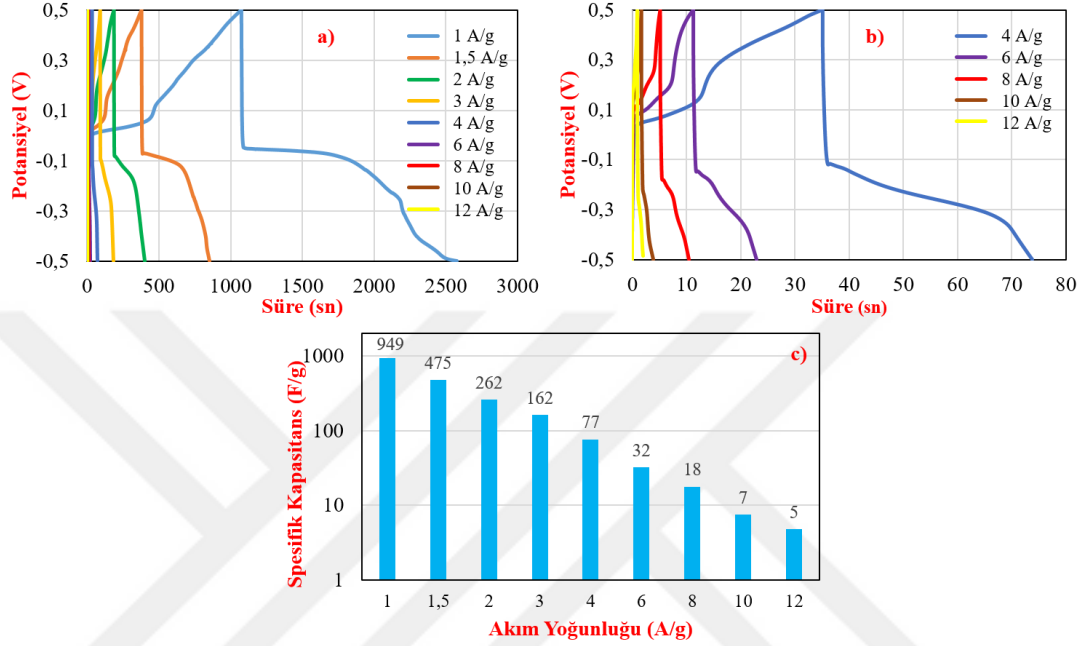 a)
Potansiyel (V)
0,5
0,3
0,1
-0,1
-0,3
-0,5
0 500 1000 1500 2000 2500 3000
Süre (sn)
1 A/g
1,5 A/g
2 A/g
3 A/g
4 A/g
6 A/g
8 A/g
10 A/g
12 A/g
b)
Potansiyel (V)
0,5
0,3
0,1
-0,1
-0,3
-0,5
0 10 20 30 40 50 60 70 80
Süre (sn)
4 A/g
6 A/g
8 A/g
10 A/g
12 A/g
c)
Spesifik Kapasitans (F/g)
1000
100
10
1
949 475 262 162 77 32 18 7 5
1 1,5 2 3 4 6 8 10 12
Akım Yoğunluğu (A/g)